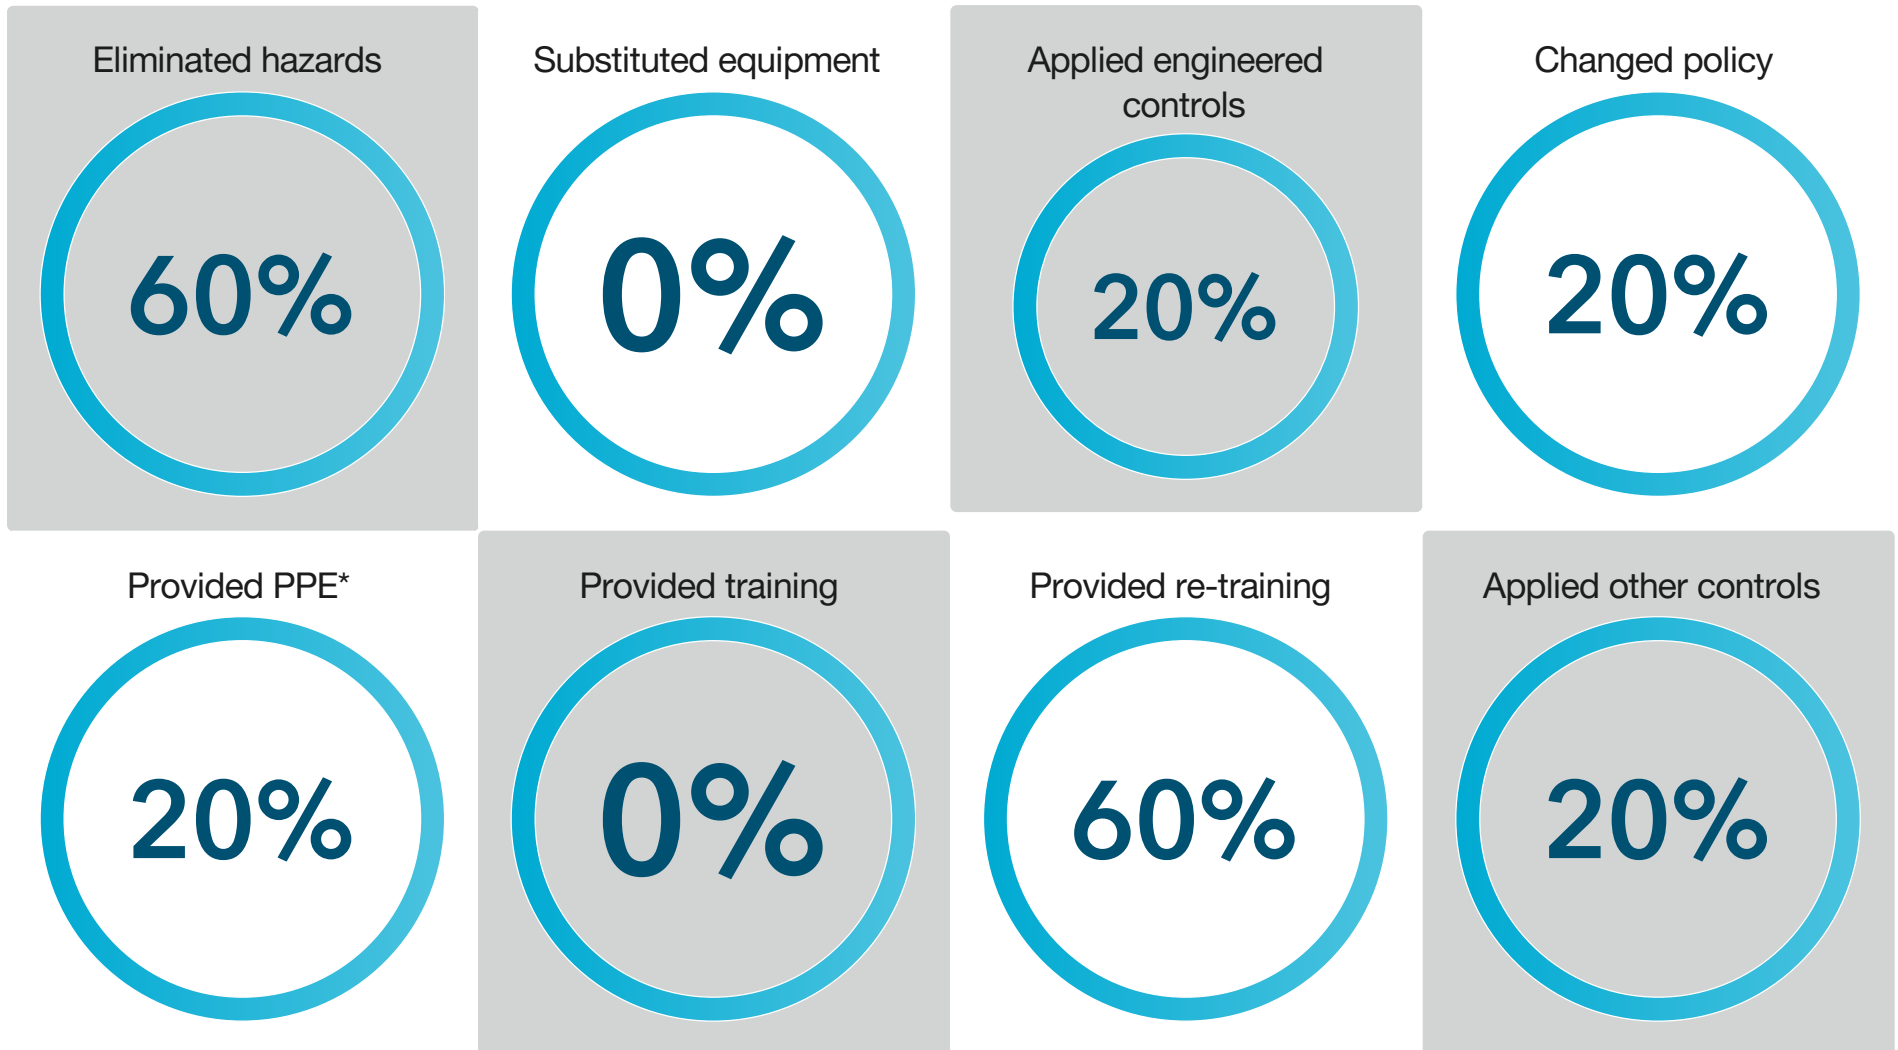 Eliminated hazards
60%
Substituted equipment
0%
Applied engineered
controls
20%
Changed policy
20%
Provided PPE*
20%
Provided training
0%
Provided re-training
60%
Applied other controls
20%